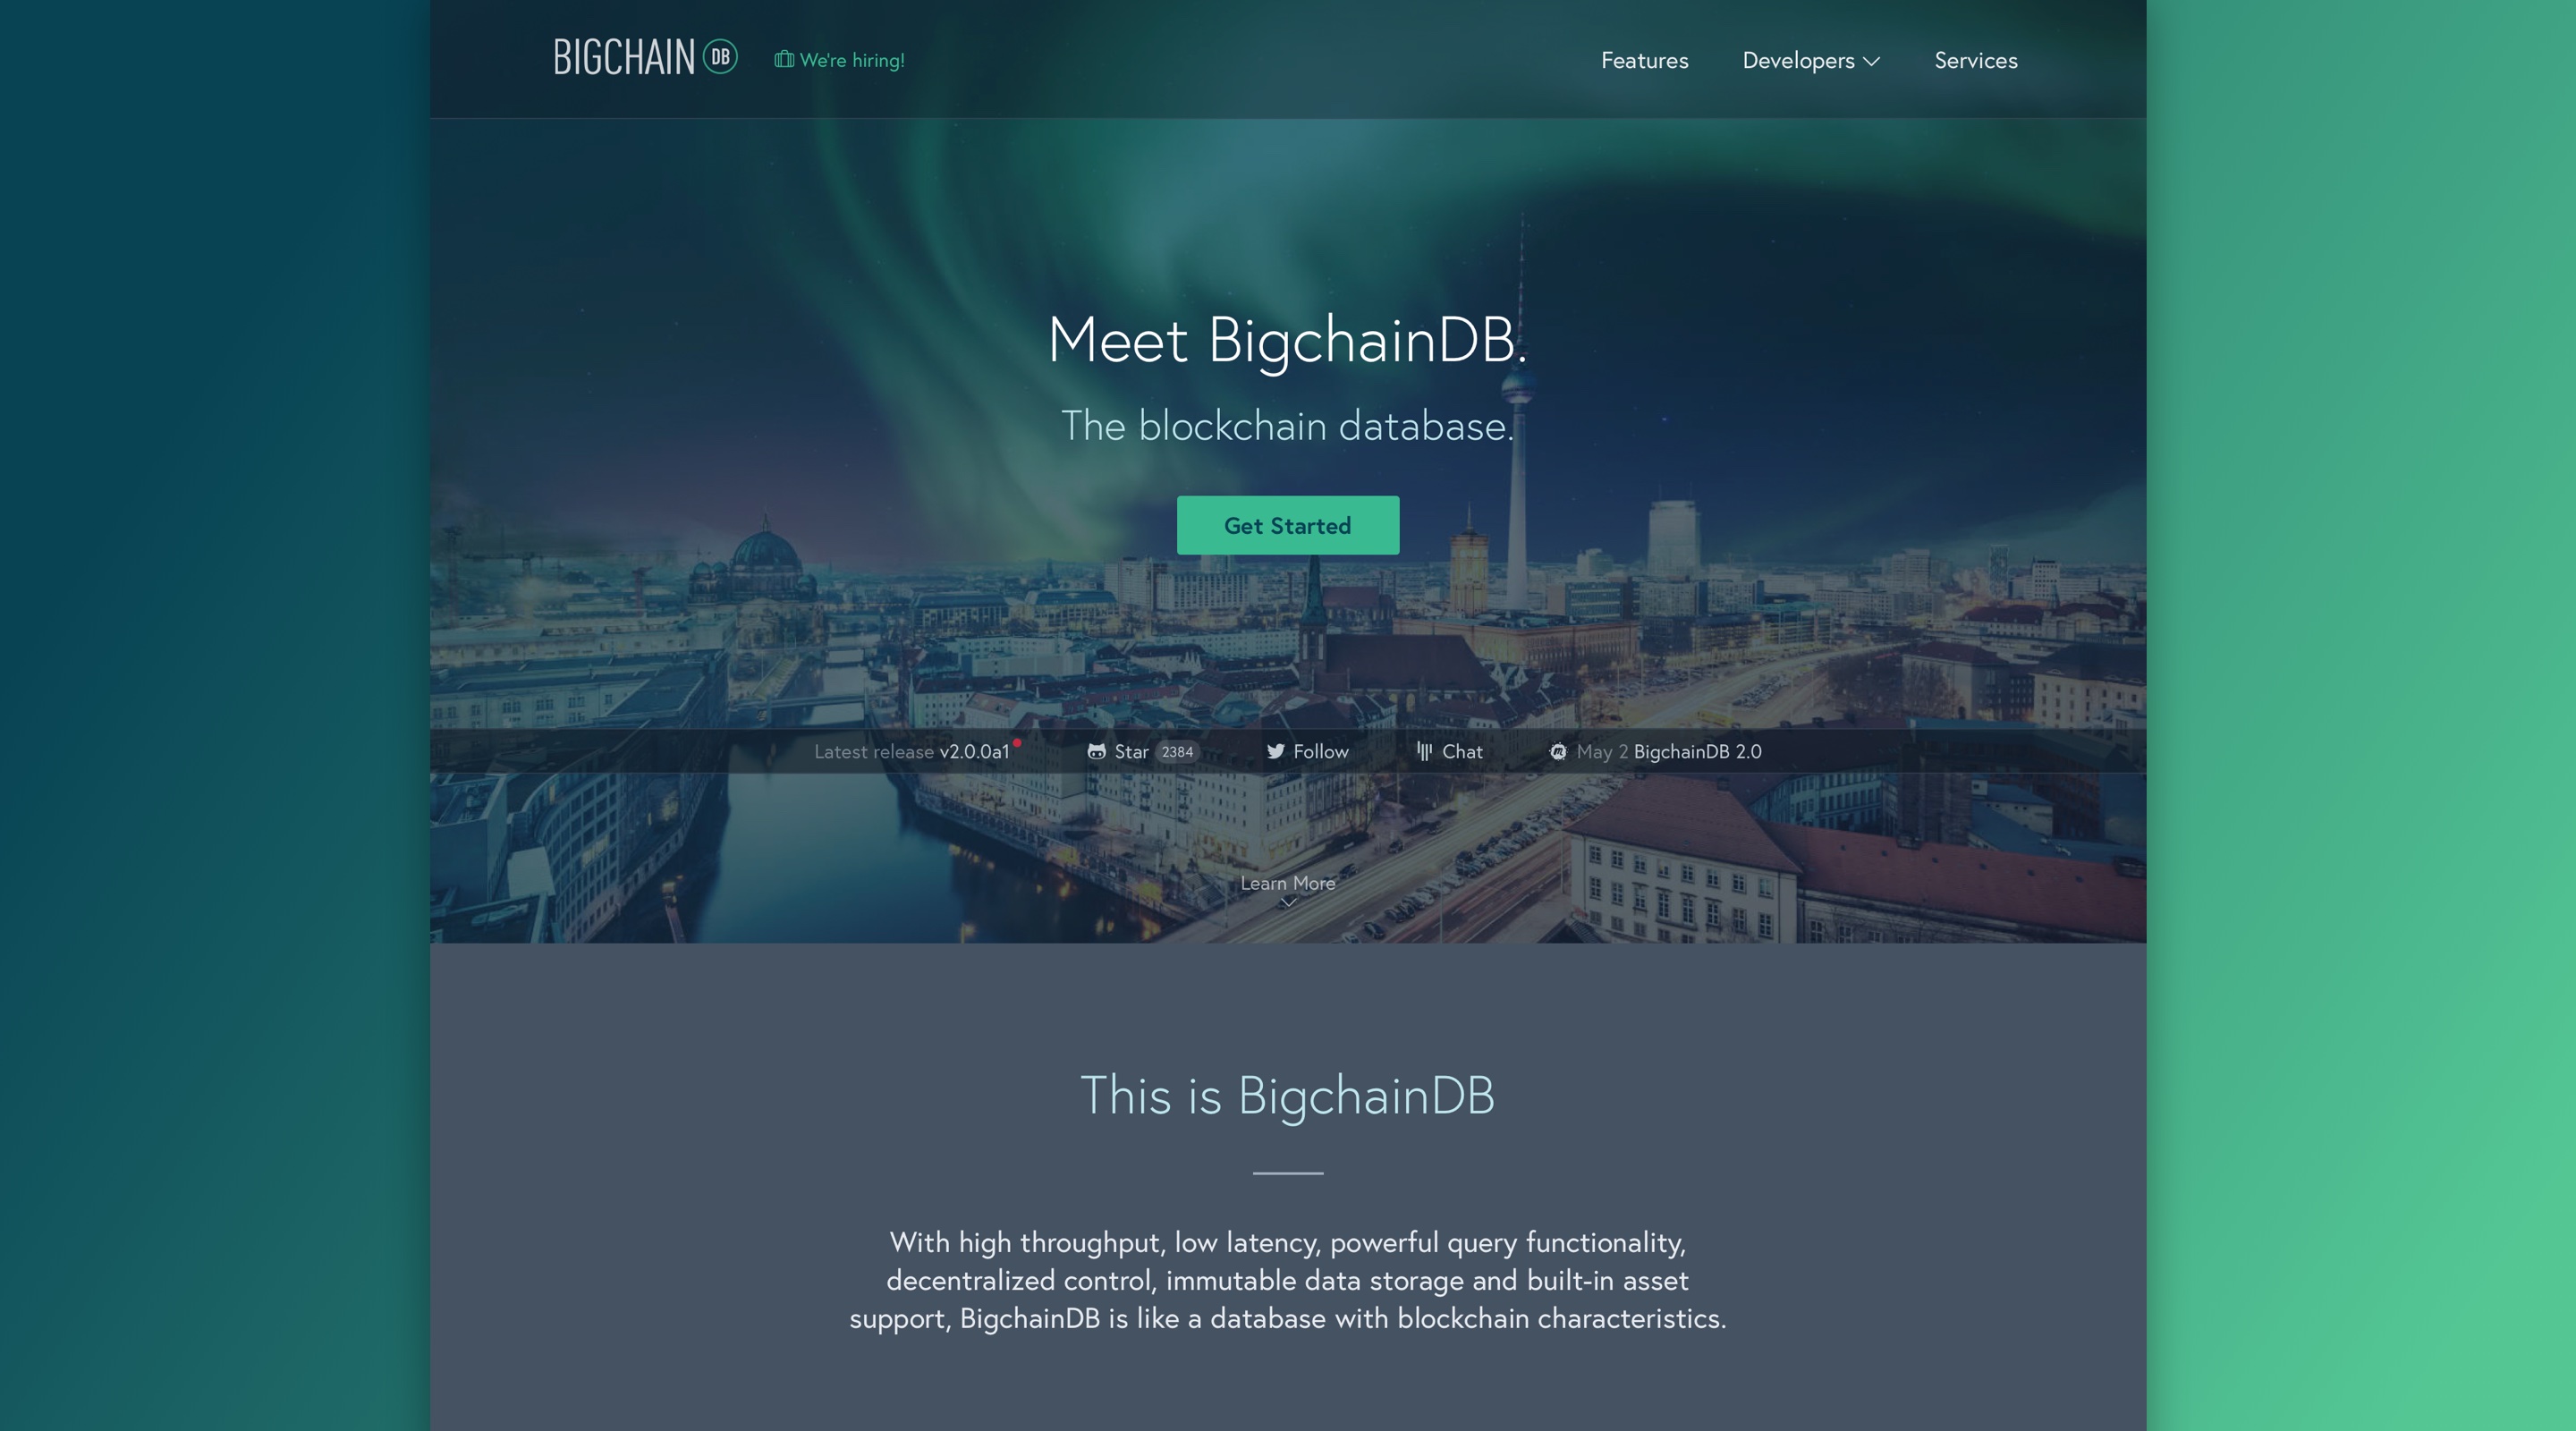 BIGCHAIN DB
We're hiring!
Features
Developers
Services
Meet BigchainDB.
The blockchain database.
Get Started
Latest release v2.0.0a1
Star 2384
Follow
Chat
May 2 BigchainDB 2.0
Learn More
This is BigchainDB
With high throughput, low latency, powerful query functionality,
decentralized control, immutable data storage and built-in asset
support, BigchainDB is like a database with blockchain characteristics.